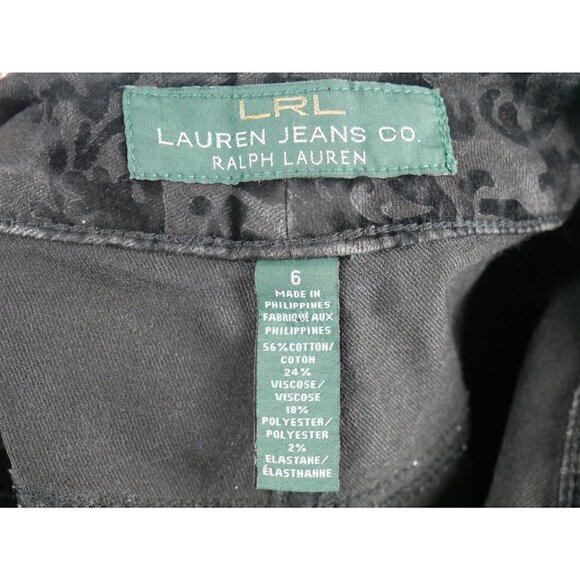 LRL
LAUREN JEANS CO.
RALPH LAUREN
6
MADE IN
PHILIPPINES
FABRIQUÉ AUX
PHILIPPINES
56%COTTON/
COTON
24%
VISCOSE/
VISCOSE
18%
POLYESTER/
POLYESTER
2%
ELASTANE/
ÉLASTHANNE